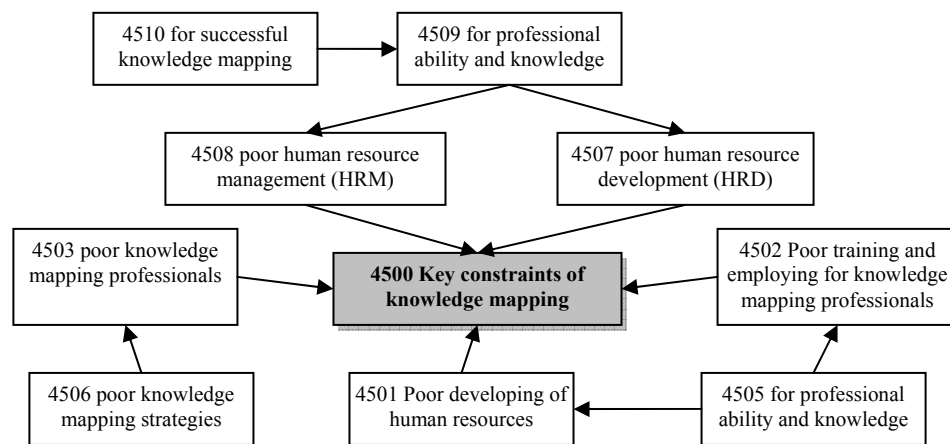 4510 for successful
knowledge mapping
4509 for professional
ability and knowledge
4508 poor human resource
management (HRM)
4507 poor human resource
development (HRD)
4503 poor knowledge
mapping professionals
4500 Key constraints of
knowledge mapping
4502 Poor training and
employing for knowledge
mapping professionals
4506 poor knowledge
mapping strategies
4501 Poor developing of
human resources
4505 for professional
ability and knowledge